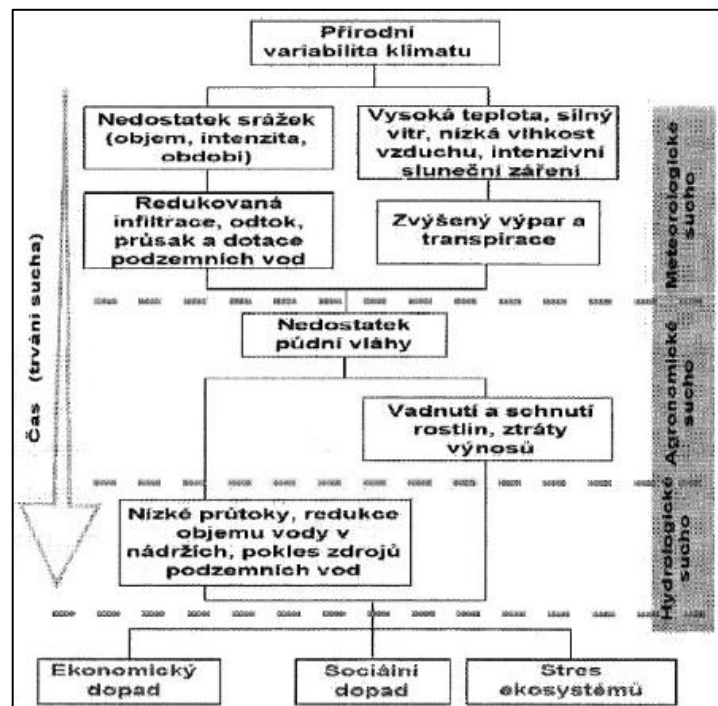 Přírodní
variabilita klimatu
Nedostatek srážek
(objem, intenzita,
období)
Vysoká teplota, silný
vítr, nízká vlhkost
vzduchu, intenzivní
sluneční záření
Redukovaná
infiltrace, odtok,
průsak a dotace
podzemních vod
Zvýšený výpar a
transpirace
Meteorologické
sucho
Nedostatek
půdní vláhy
Vadnutí a schnutí
rostlin, ztráty
výnosů
Agronomické
sucho
Nízké průtoky, redukce
objemu vody v
nádržích, pokles zdrojů
podzemních vod
Hydrologické
sucho
Čas (trvání sucha)
Ekonomický
dopad
Sociální
dopad
Stres
ekosystémů